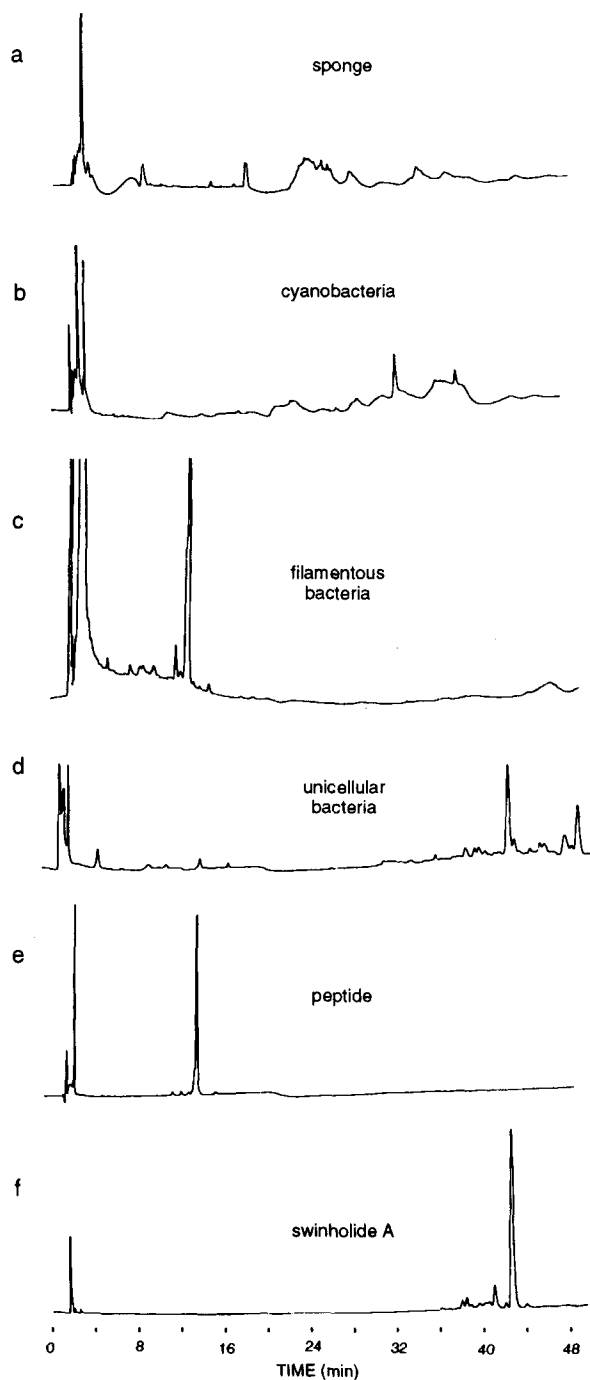 a
sponge
b
cyanobacteria
c
filamentous
bacteria
d
unicellular
bacteria
e
peptide
f
swinholide A
0 8 16 24 32 40 48
TIME (min)